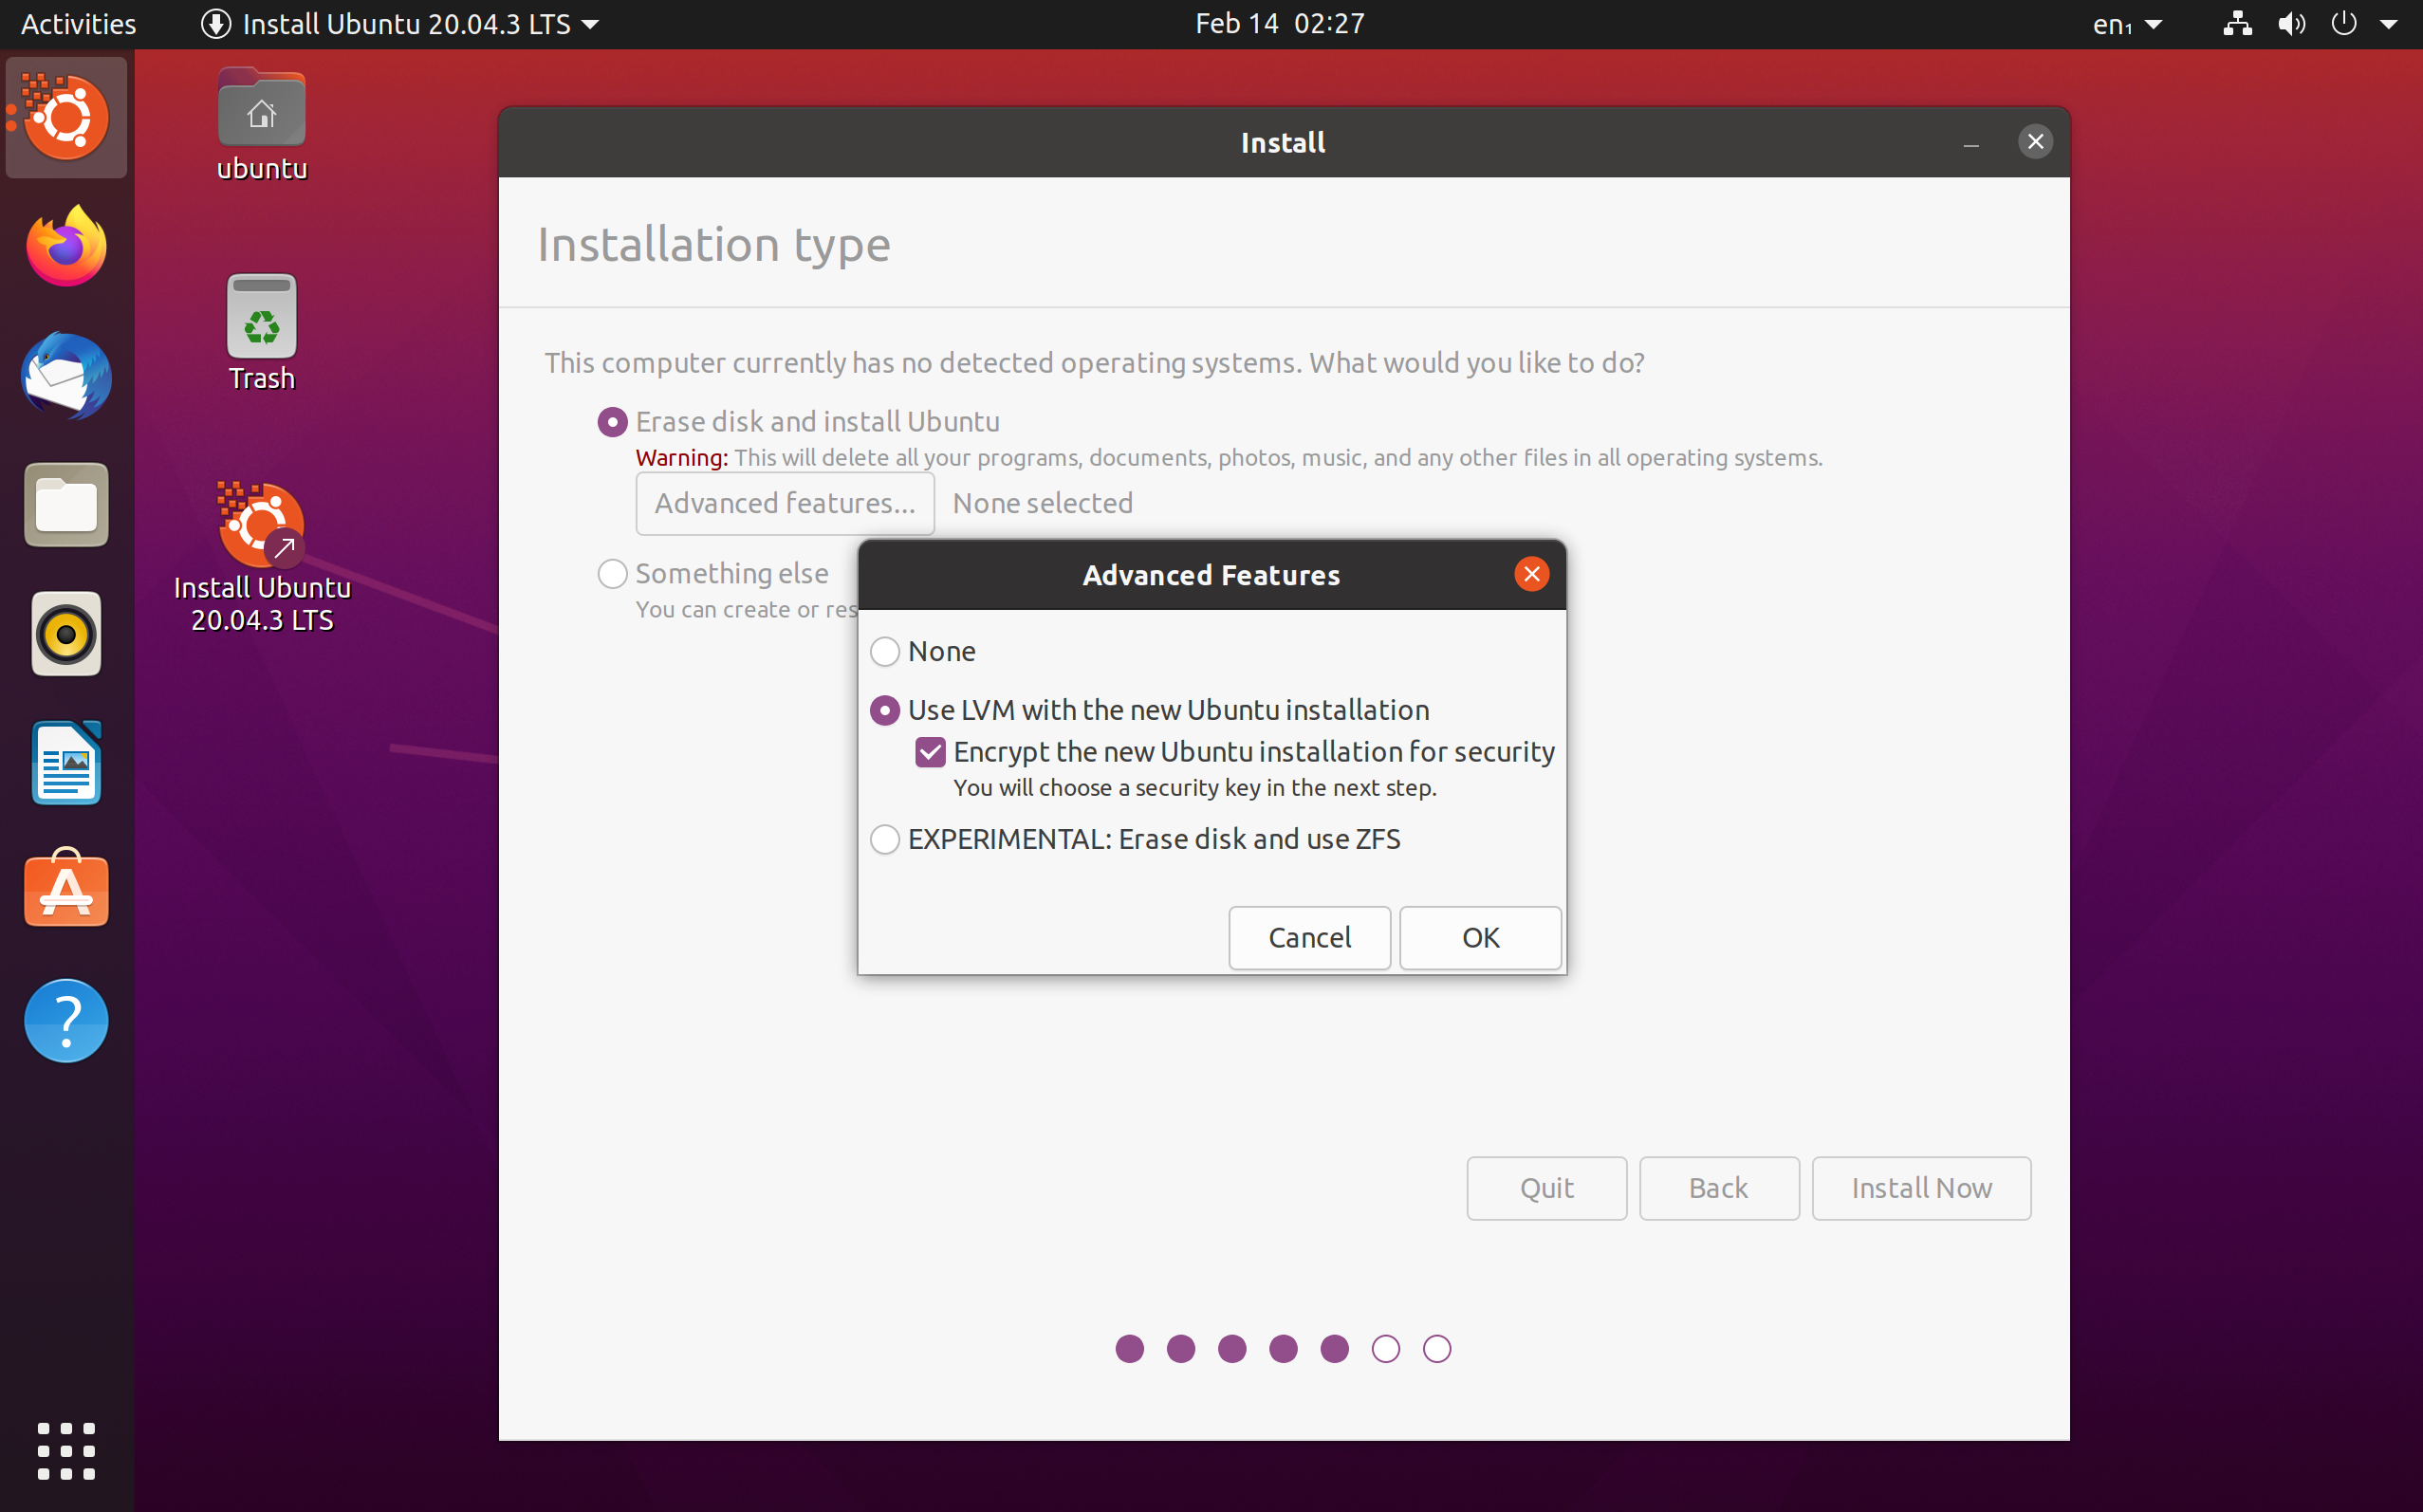 Activities
Install Ubuntu 20.04.3 LTS
Feb 14 02:27
en₁
ubuntu
Trash
Install Ubuntu
20.04.3 LTS
Install
Installation type
This computer currently has no detected operating systems. What would you like to do?
Erase disk and install Ubuntu
Warning: This will delete all your programs, documents, photos, music, and any other files in all operating systems.
Advanced features...
None selected
Something else
You can create or res
Advanced Features
None
Use LVM with the new Ubuntu installation
Encrypt the new Ubuntu installation for security
You will choose a security key in the next step.
EXPERIMENTAL: Erase disk and use ZFS
Cancel
OK
Quit
Back
Install Now